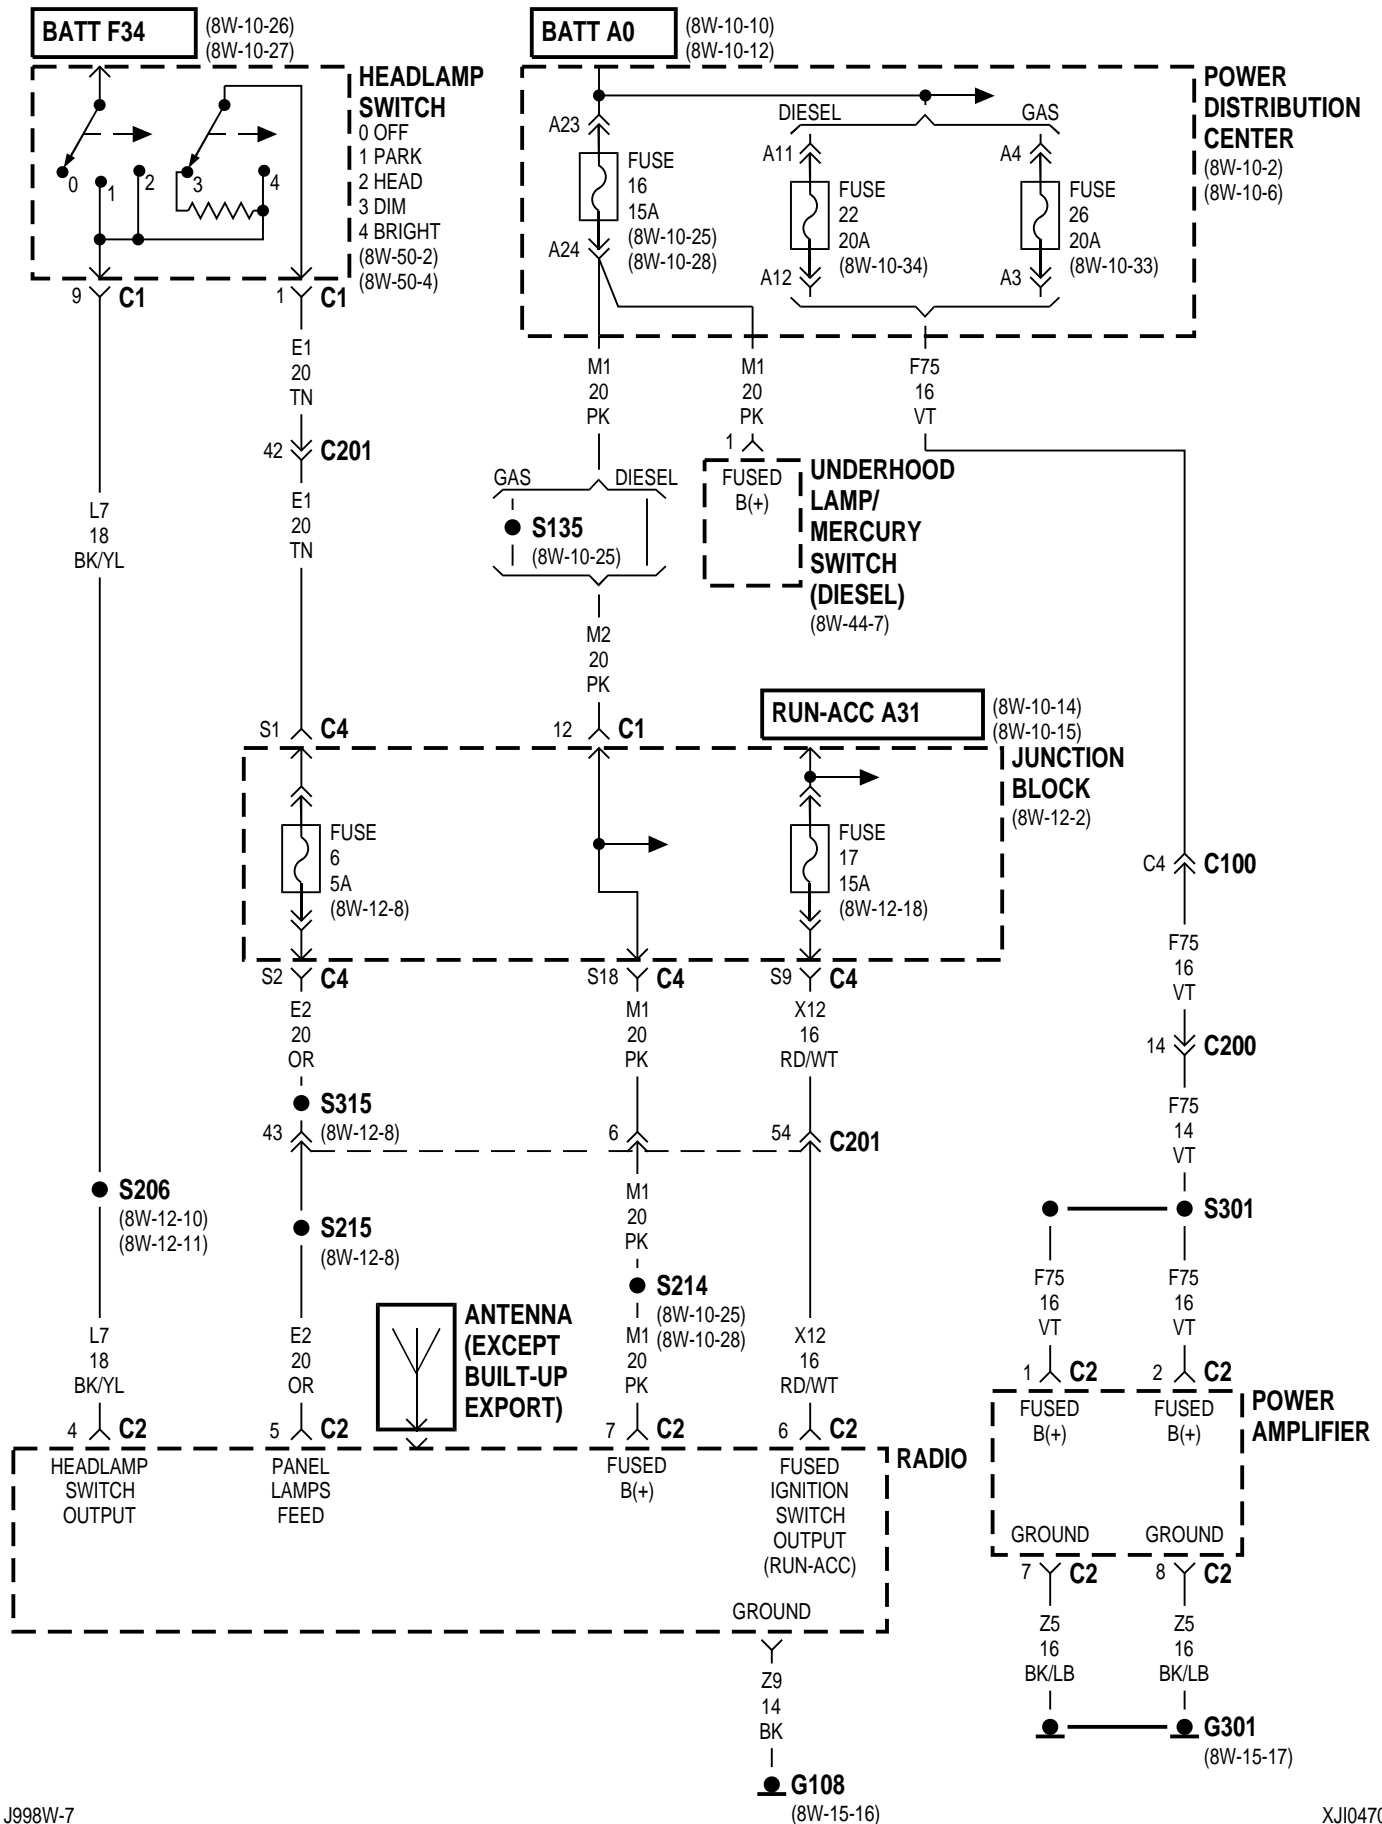 BATT F34
(8W-10-26)
(8W-10-27)
BATT A0
(8W-10-10)
(8W-10-12)
HEADLAMP
SWITCH
0 OFF
1 PARK
2 HEAD
3 DIM
4 BRIGHT
(8W-50-2)
(8W-50-4)
0
1
2
3
4
POWER
DISTRIBUTION
CENTER
(8W-10-2)
(8W-10-6)
DIESEL
GAS
A23
FUSE
16
15A
(8W-10-25)
(8W-10-28)
A24
A11
FUSE
22
20A
(8W-10-34)
A12
A4
FUSE
26
20A
(8W-10-33)
A3
9
C1
1
C1
E1
20
TN
42
C201
E1
20
TN
L7
18
BK/YL
M1
20
PK
M1
20
PK
F75
16
VT
1
GAS
DIESEL
S135
(8W-10-25)
FUSED
B(+)
UNDERHOOD
LAMP/
MERCURY
SWITCH
(DIESEL)
(8W-44-7)
M2
20
PK
RUN-ACC A31
(8W-10-14)
(8W-10-15)
S1
C4
12
C1
JUNCTION
BLOCK
(8W-12-2)
FUSE
6
5A
(8W-12-8)
FUSE
17
15A
(8W-12-18)
C4
C100
S2
C4
S18
C4
S9
C4
E2
20
OR
M1
20
PK
X12
16
RD/WT
F75
16
VT
14
C200
S315
(8W-12-8)
43
6
54
C201
F75
14
VT
S206
(8W-12-10)
(8W-12-11)
S215
(8W-12-8)
M1
20
PK
S301
S214
(8W-10-25)
(8W-10-28)
F75
16
VT
F75
16
VT
L7
18
BK/YL
E2
20
OR
ANTENNA
(EXCEPT
BUILT-UP
EXPORT)
M1
20
PK
X12
16
RD/WT
1
C2
2
C2
4
C2
5
C2
7
C2
6
C2
POWER
AMPLIFIER
FUSED
B(+)
FUSED
B(+)
GROUND
GROUND
RADIO
HEADLAMP
SWITCH
OUTPUT
PANEL
LAMPS
FEED
FUSED
B(+)
FUSED
IGNITION
SWITCH
OUTPUT
(RUN-ACC)
GROUND
7
C2
8
C2
Z5
16
BK/LB
Z5
16
BK/LB
Z9
14
BK
G301
(8W-15-17)
G108
(8W-15-16)
J998W-7
XJI0470